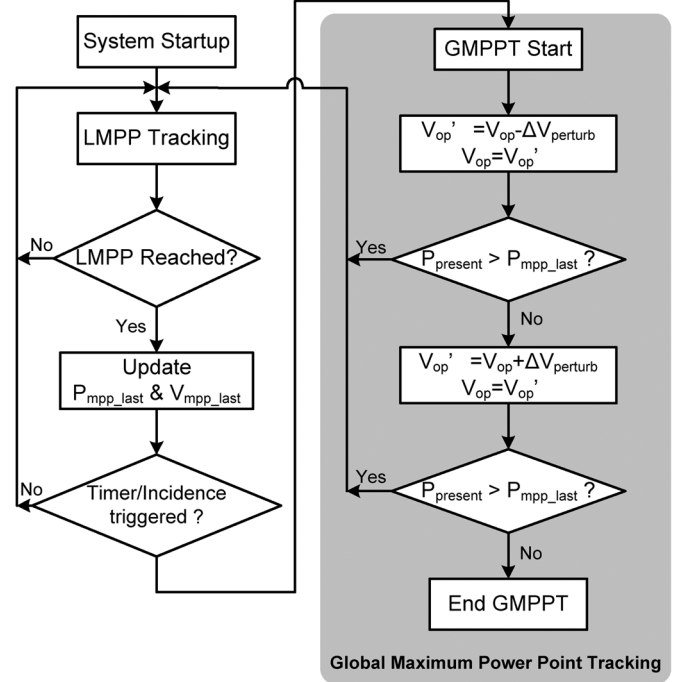 System Startup
LMPP Tracking
No
LMPP Reached?
Yes
Update
Pmpp_last & Vmpp_last
No
Timer/Incidence
triggered ?
GMPPT Start
Vop’ =Vop-ΔVperturb
Vop=Vop’
Yes
Ppresent > Pmpp_last ?
No
Vop’ =Vop+ΔVperturb
Vop=Vop’
Yes
Ppresent > Pmpp_last ?
No
End GMPPT
Global Maximum Power Point Tracking